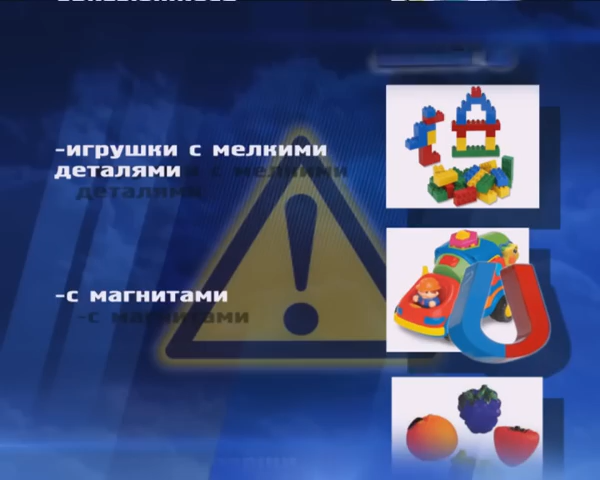 -игрушки с мелкими
деталями
-с магнитами